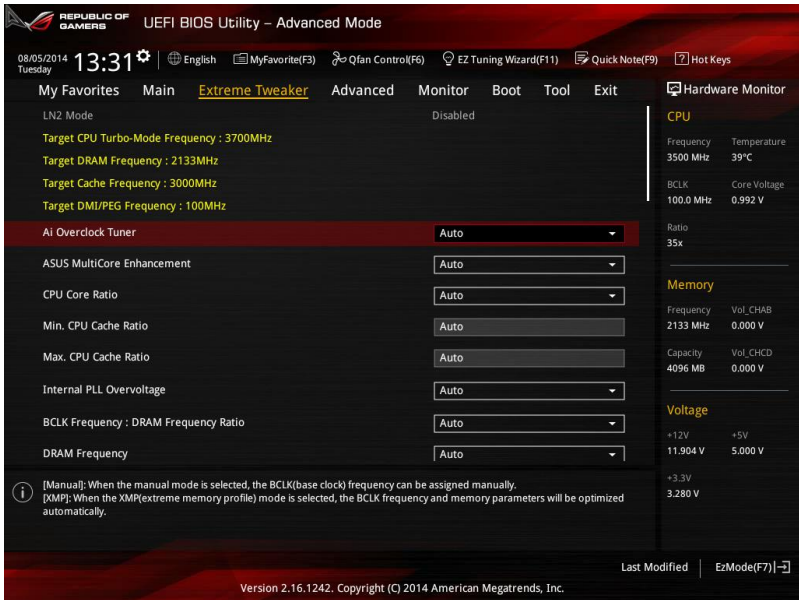 REPUBLIC OF
GAMERS
UEFI BIOS Utility – Advanced Mode
08/05/2014
Tuesday
13:31
English
MyFavorite(F3)
Qfan Control(F6)
EZ Tuning Wizard(F11)
Quick Note(F9)
? Hot Keys
My Favorites Main Extreme Tweaker Advanced Monitor Boot Tool Exit
LN2 Mode Disabled
Target CPU Turbo-Mode Frequency : 3700MHz
Target DRAM Frequency : 2133MHz
Target Cache Frequency : 3000MHz
Target DMI/PEG Frequency : 100MHz
Ai Overclock Tuner Auto
ASUS MultiCore Enhancement Auto
CPU Core Ratio Auto
Min. CPU Cache Ratio Auto
Max. CPU Cache Ratio Auto
Internal PLL Overvoltage Auto
BCLK Frequency : DRAM Frequency Ratio Auto
DRAM Frequency Auto
[Manual]: When the manual mode is selected, the BCLK(base clock) frequency can be assigned manually.
[XMP]: When the XMP(extreme memory profile) mode is selected, the BCLK frequency and memory parameters will be optimized
automatically.
Hardware Monitor
CPU
Frequency Temperature
3500 MHz 39°C
BCLK Core Voltage
100.0 MHz 0.992 V
Ratio
35x
Memory
Frequency Vol_CHAB
2133 MHz 0.000 V
Capacity Vol_CHCD
4096 MB 0.000 V
Voltage
+12V +5V
11.904 V 5.000 V
+3.3V
3.280 V
Last Modified
EzMode(F7)
Version 2.16.1242. Copyright (C) 2014 American Megatrends, Inc.